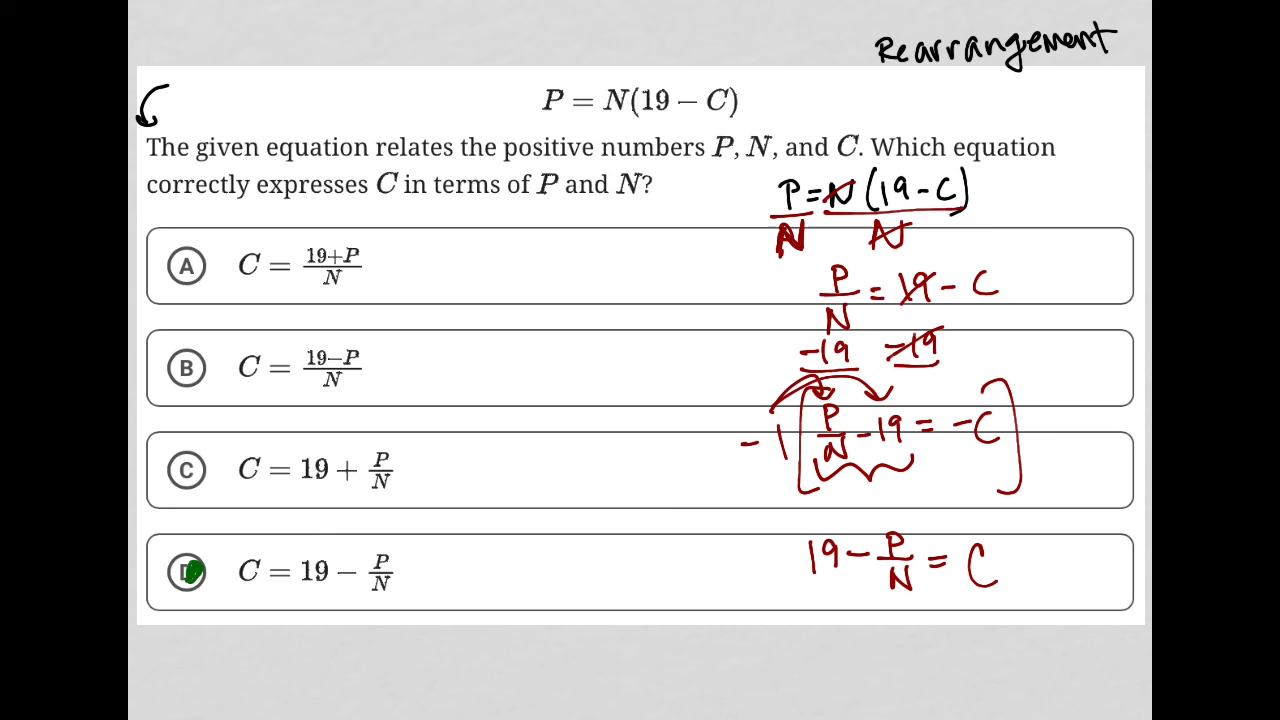 Rearrangement
P = N(19 − C)
The given equation relates the positive numbers P, N, and C. Which equation
correctly expresses C in terms of P and N?
P = N (19 - C)
N N
A C = (19+P)/N
P/N = 19 - C
B C = (19−P)/N
-19 -19
-1 [P/N - 19 = -C]
C C = 19 + P/N
D C = 19 − P/N
19 - P/N = C